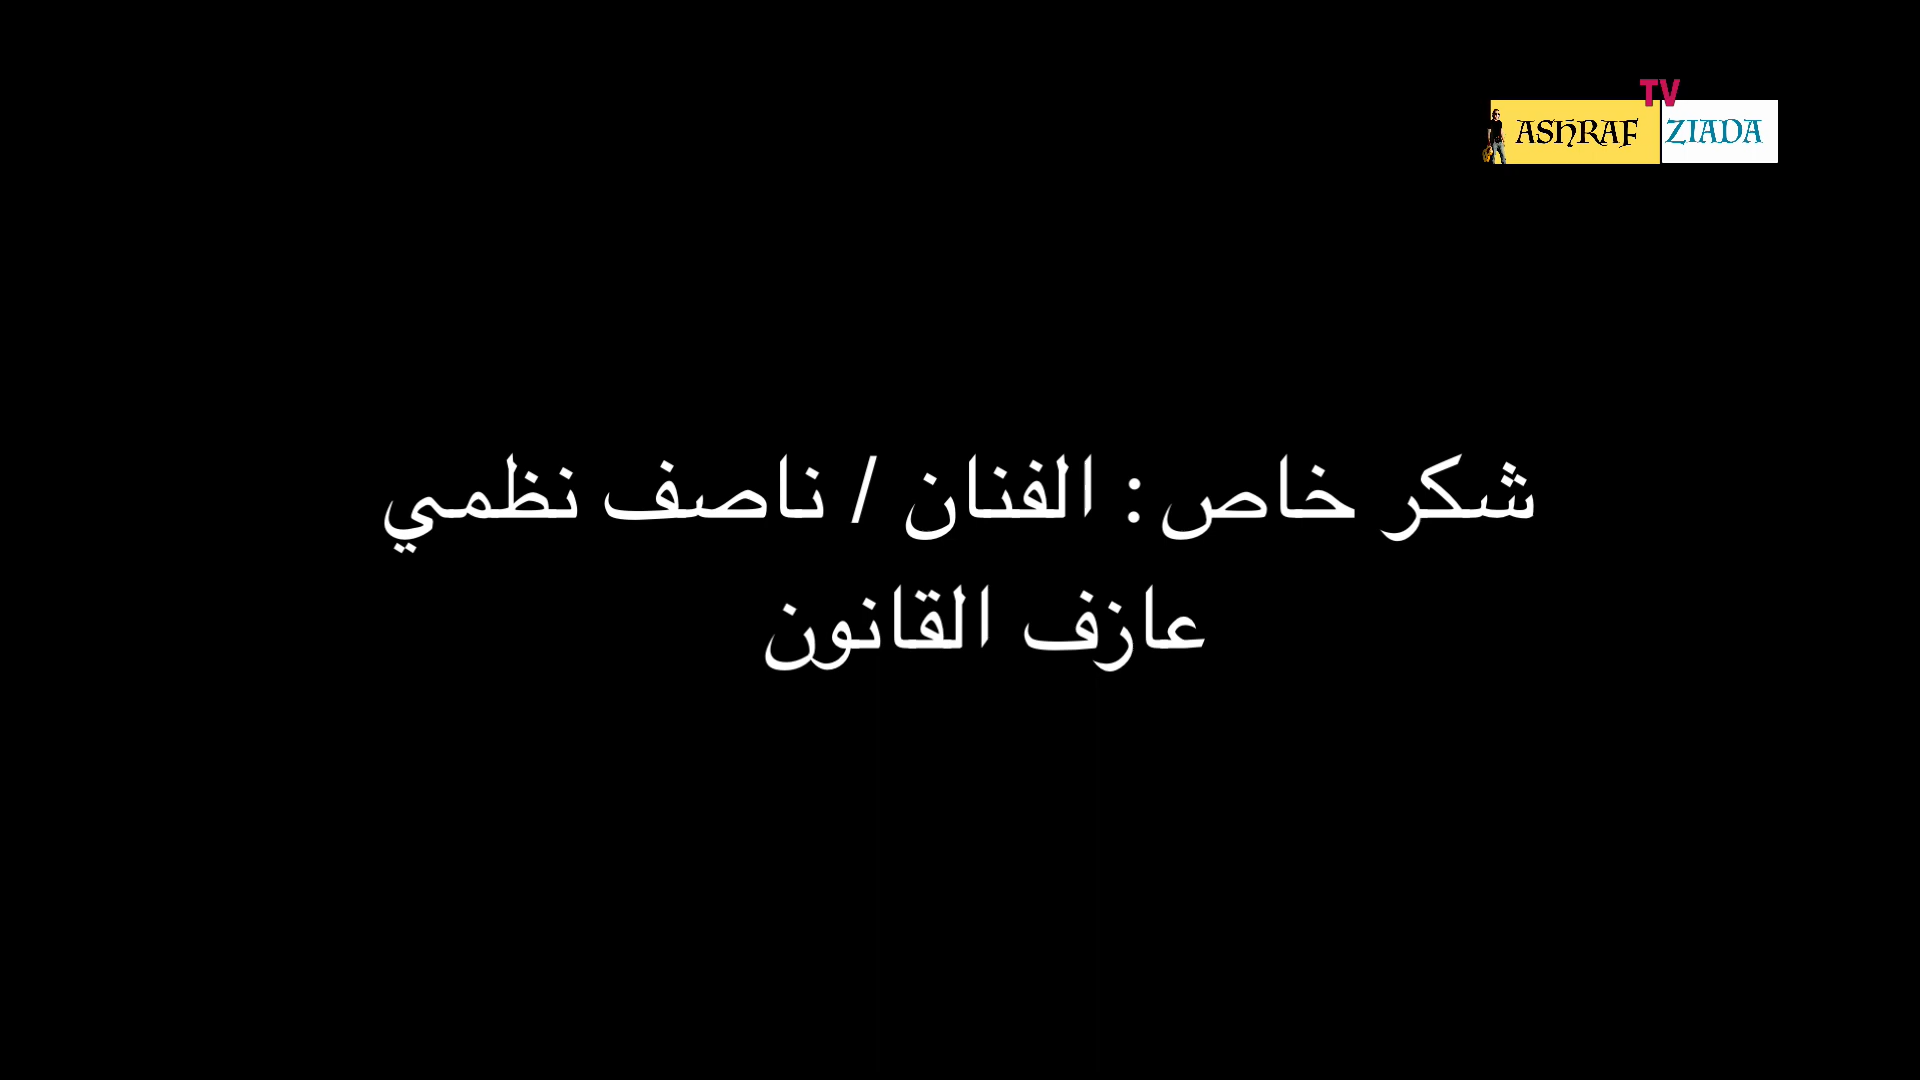 TV
ASHRAF ZIADA
شكر خاص : الفنان / ناصف نظمي
عازف القانون